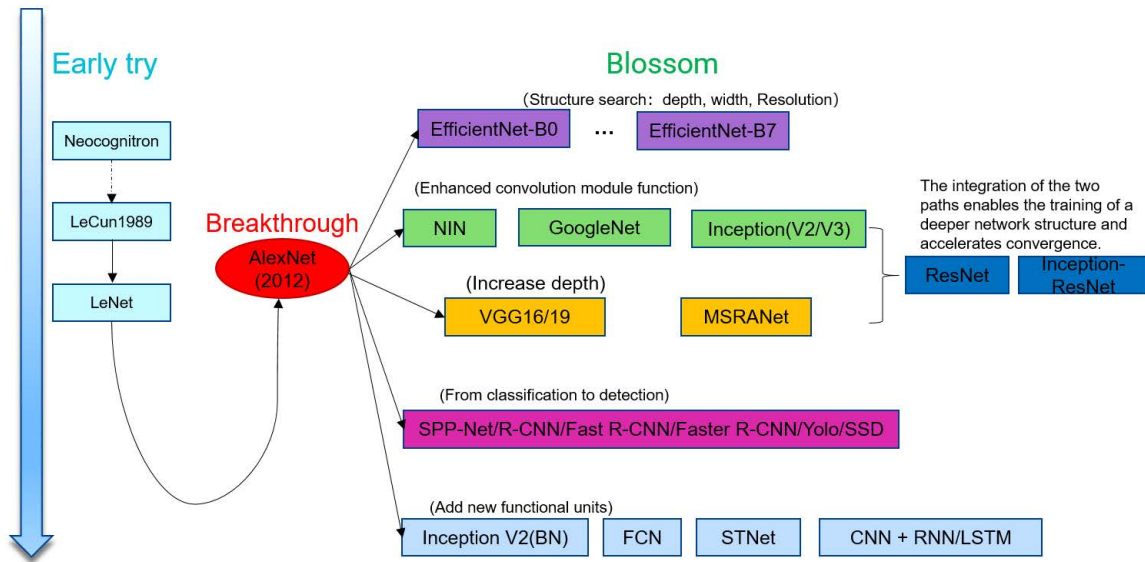 Early try
Neocognitron
LeCun1989
LeNet
Breakthrough
AlexNet
(2012)
Blossom
(Structure search: depth, width, Resolution)
EfficientNet-B0
...
EfficientNet-B7
(Enhanced convolution module function)
NIN
GoogleNet
Inception(V2/V3)
(Increase depth)
VGG16/19
MSRANet
The integration of the two
paths enables the training of a
deeper network structure and
accelerates convergence.
ResNet
Inception-
ResNet
(From classification to detection)
SPP-Net/R-CNN/Fast R-CNN/Faster R-CNN/Yolo/SSD
(Add new functional units)
Inception V2(BN)
FCN
STNet
CNN + RNN/LSTM